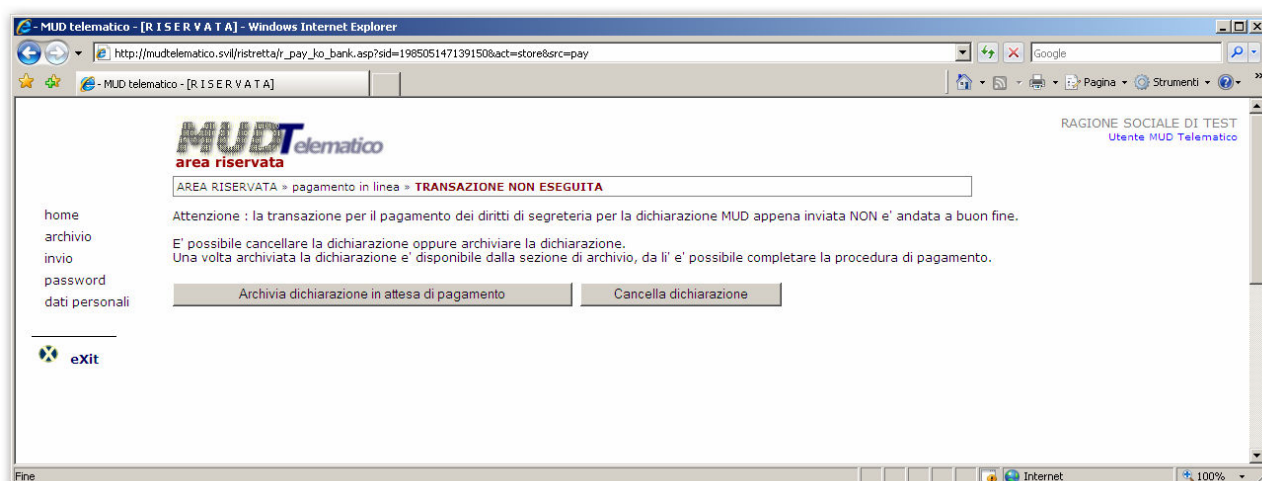 - MUD telematico - [R I S E R V A T A] - Windows Internet Explorer
http://mudtelematico.svil/ristretta/r_pay_ko_bank.asp?sid=198505147139150&act=store&src=pay
Google
- MUD telematico - [R I S E R V A T A]
Pagina
Strumenti
MUDTelematico
area riservata
RAGIONE SOCIALE DI TEST
Utente MUD Telematico
AREA RISERVATA » pagamento in linea » TRANSAZIONE NON ESEGUITA
home
archivio
invio
password
dati personali
eXit
Attenzione : la transazione per il pagamento dei diritti di segreteria per la dichiarazione MUD appena inviata NON e' andata a buon fine.
E' possibile cancellare la dichiarazione oppure archiviare la dichiarazione.
Una volta archiviata la dichiarazione e' disponibile dalla sezione di archivio, da li' e' possibile completare la procedura di pagamento.
Archivia dichiarazione in attesa di pagamento
Cancella dichiarazione
Fine
Internet
100%